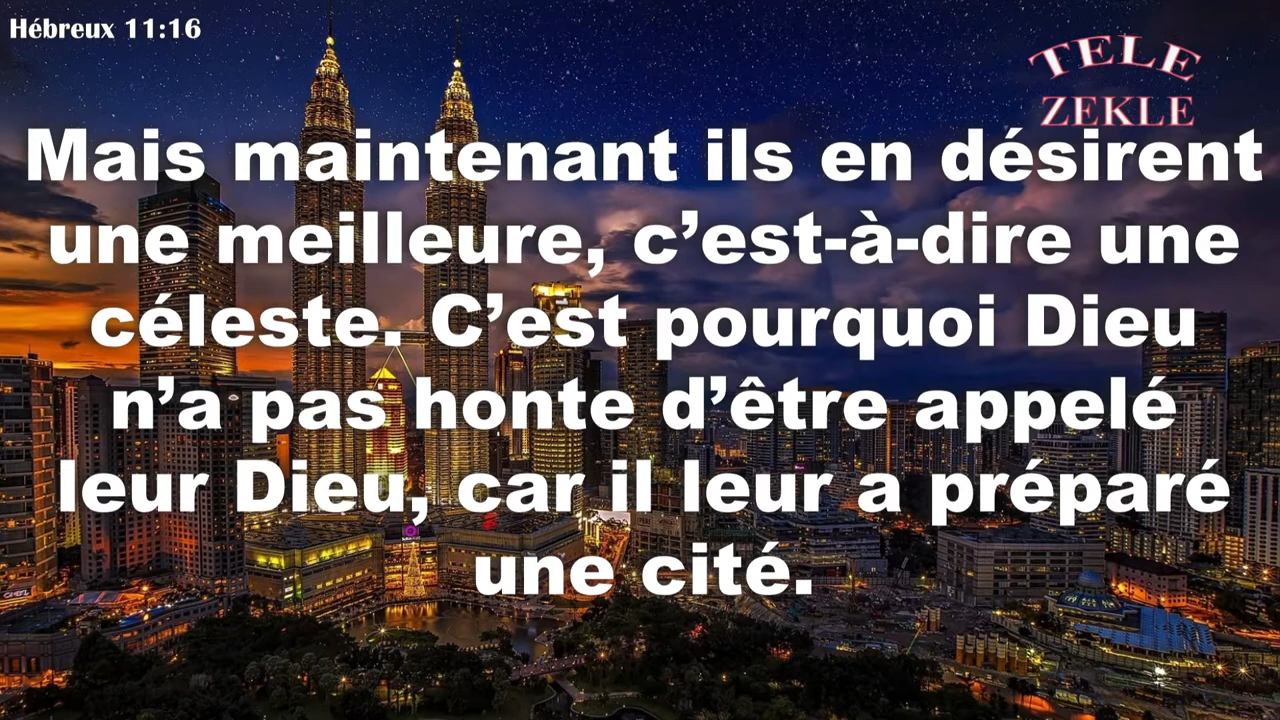 Hébreux 11:16
TELE
ZEKLE
Mais maintenant ils en désirent
une meilleure, c’est-à-dire une
céleste. C’est pourquoi Dieu
n’a pas honte d’être appelé
leur Dieu, car il leur a préparé
une cité.